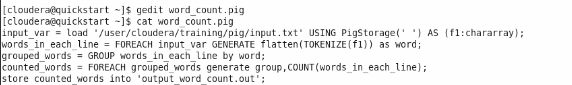 [cloudera@quickstart ~]$ gedit word_count.pig
[cloudera@quickstart ~]$ cat word_count.pig
input_var = load '/user/cloudera/training/pig/input.txt' USING PigStorage(' ') AS (f1:chararray);
words_in_each_line = FOREACH input_var GENERATE flatten(TOKENIZE(f1)) as word;
grouped_words = GROUP words_in_each_line by word;
counted_words = FOREACH grouped_words generate group,COUNT(words_in_each_line);
store counted_words into 'output_word_count.out';